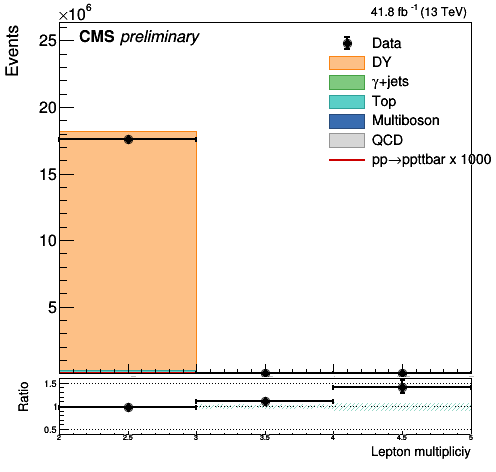 ×10⁶
41.8 fb⁻¹ (13 TeV)
CMS preliminary
Events
25
20
15
10
5
Data
DY
γ+jets
Top
Multiboson
QCD
pp→ppttbar x 1000
Ratio
1.5
1
0.5
2 2.5 3 3.5 4 4.5 5
Lepton multipliciy